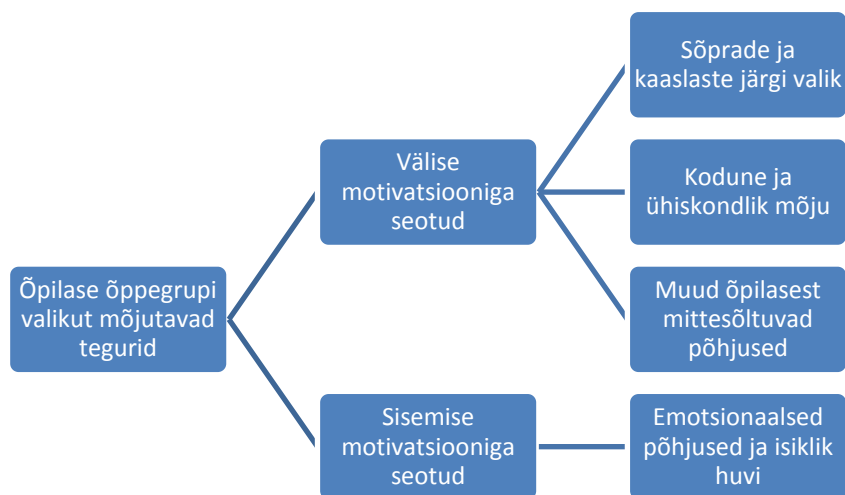 Õpilase õppegrupi
valikut mõjutavad
tegurid
Välise
motivatsiooniga
seotud
Sõprade ja
kaaslaste järgi valik
Kodune ja
ühiskondlik mõju
Muud õpilasest
mittesõltuvad
põhjused
Sisemise
motivatsiooniga
seotud
Emotsionaalsed
põhjused ja isiklik
huvi